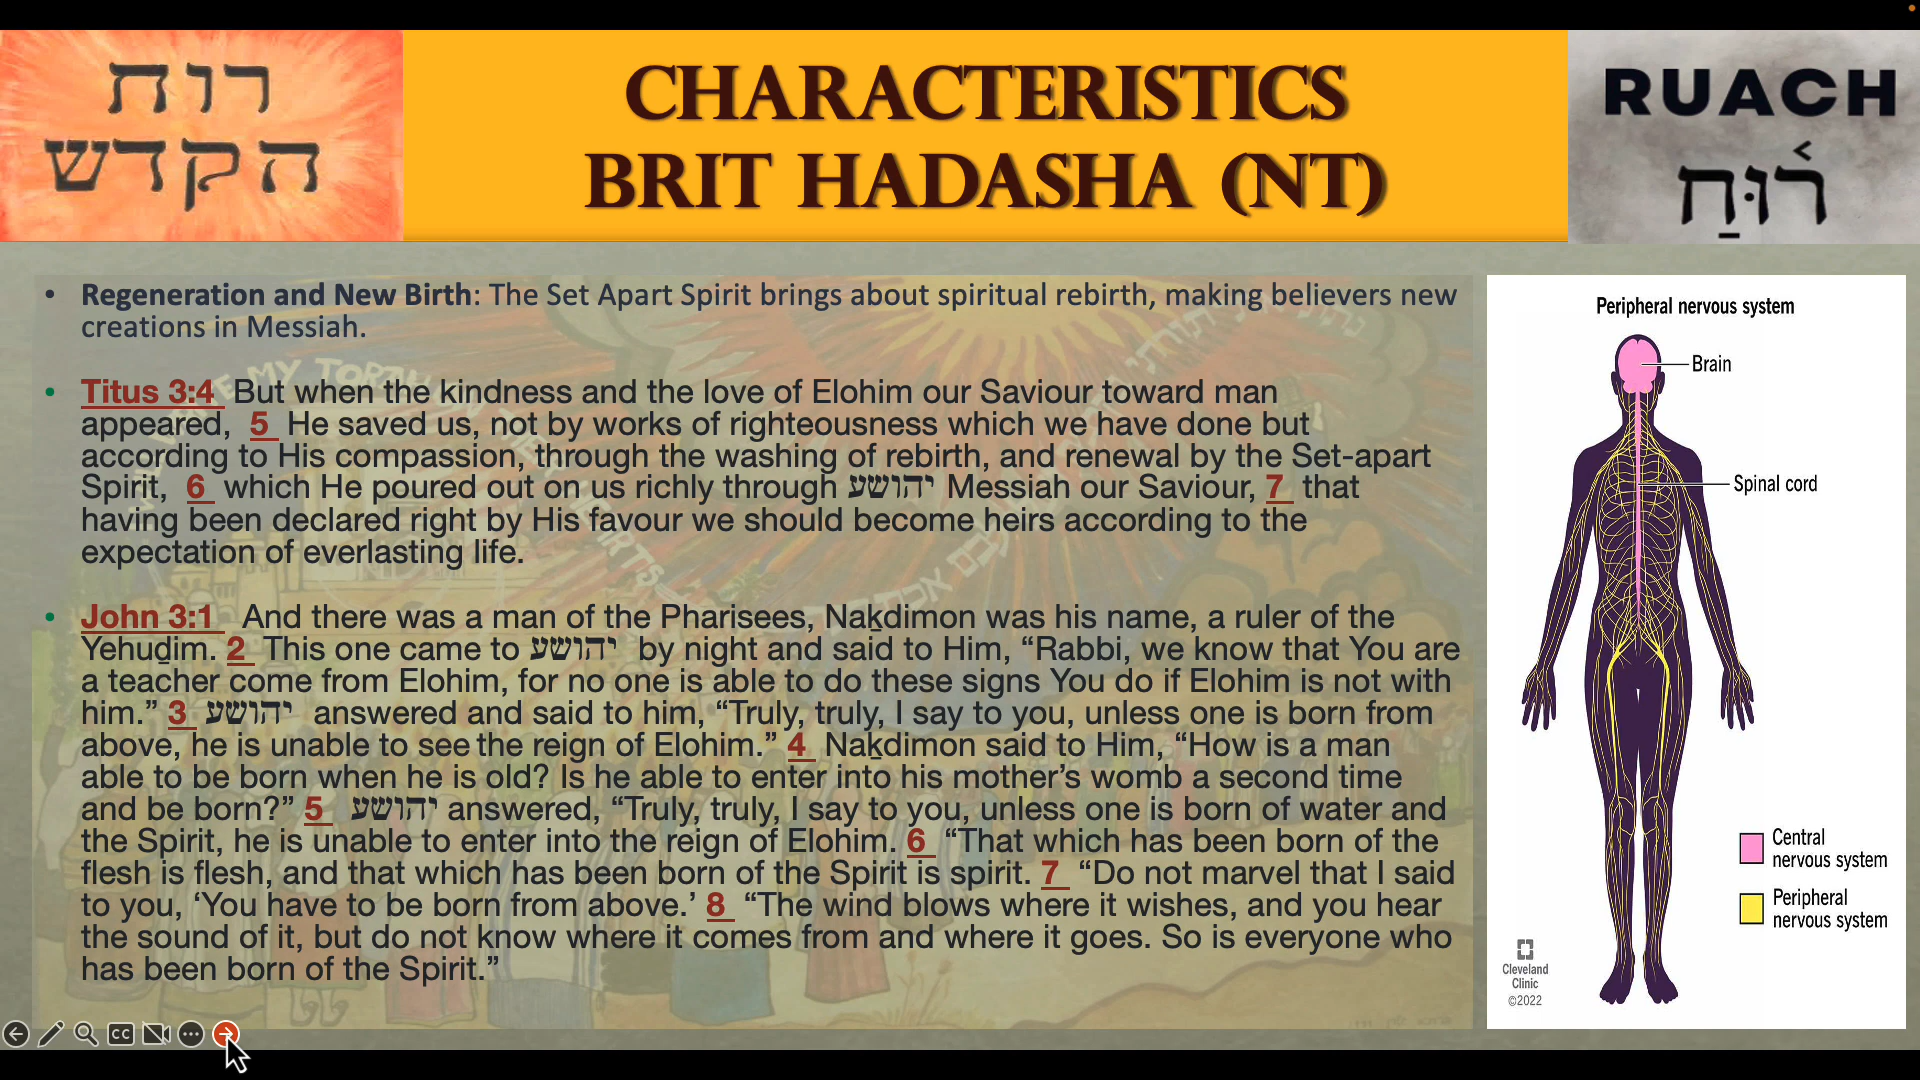 רוח
הקדש
CHARACTERISTICS
BRIT HADASHA (NT)
RUACH
ר֫וּחַ
• Regeneration and New Birth: The Set Apart Spirit brings about spiritual rebirth, making believers new
creations in Messiah.
• Titus 3:4 But when the kindness and the love of Elohim our Saviour toward man
appeared, 5 He saved us, not by works of righteousness which we have done but
according to His compassion, through the washing of rebirth, and renewal by the Set-apart
Spirit, 6 which He poured out on us richly through יהושע Messiah our Saviour, 7 that
having been declared right by His favour we should become heirs according to the
expectation of everlasting life.
• John 3:1 And there was a man of the Pharisees, Naḵdimon was his name, a ruler of the
Yehuḏim. 2 This one came to יהושע by night and said to Him, “Rabbi, we know that You are
a teacher come from Elohim, for no one is able to do these signs You do if Elohim is not with
him.” 3 יהושע answered and said to him, “Truly, truly, I say to you, unless one is born from
above, he is unable to see the reign of Elohim.” 4 Naḵdimon said to Him, “How is a man
able to be born when he is old? Is he able to enter into his mother’s womb a second time
and be born?” 5 יהושע answered, “Truly, truly, I say to you, unless one is born of water and
the Spirit, he is unable to enter into the reign of Elohim. 6 “That which has been born of the
flesh is flesh, and that which has been born of the Spirit is spirit. 7 “Do not marvel that I said
to you, ‘You have to be born from above.’ 8 “The wind blows where it wishes, and you hear
the sound of it, but do not know where it comes from and where it goes. So is everyone who
has been born of the Spirit.”
Peripheral nervous system
Brain
Spinal cord
Central
nervous system
Peripheral
nervous system
Cleveland
Clinic
©2022
CC